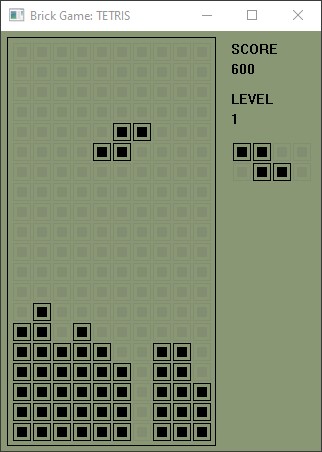 Brick Game: TETRIS
SCORE
600
LEVEL
1